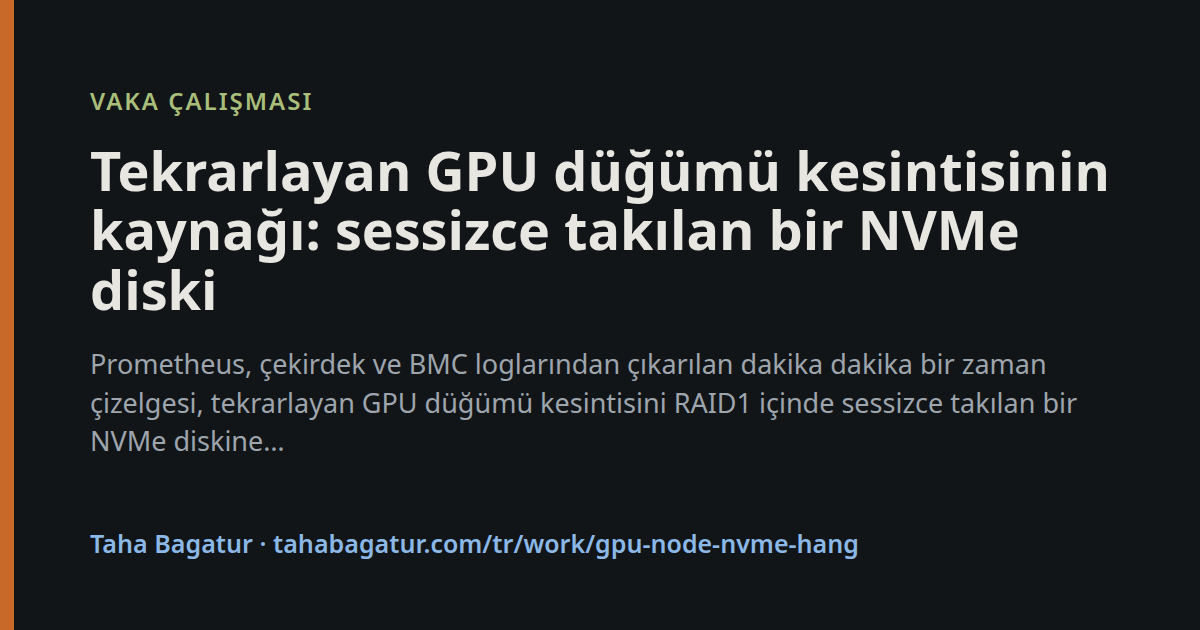 VAKA ÇALIŞMASI
Tekrarlayan GPU düğümü kesintisinin
kaynağı: sessizce takılan bir NVMe
diski
Prometheus, çekirdek ve BMC loglarından çıkarılan dakika dakika bir zaman
çizelgesi, tekrarlayan GPU düğümü kesintisini RAID1 içinde sessizce takılan bir
NVMe diskine…
Taha Bagatur · tahabagatur.com/tr/work/gpu-node-nvme-hang